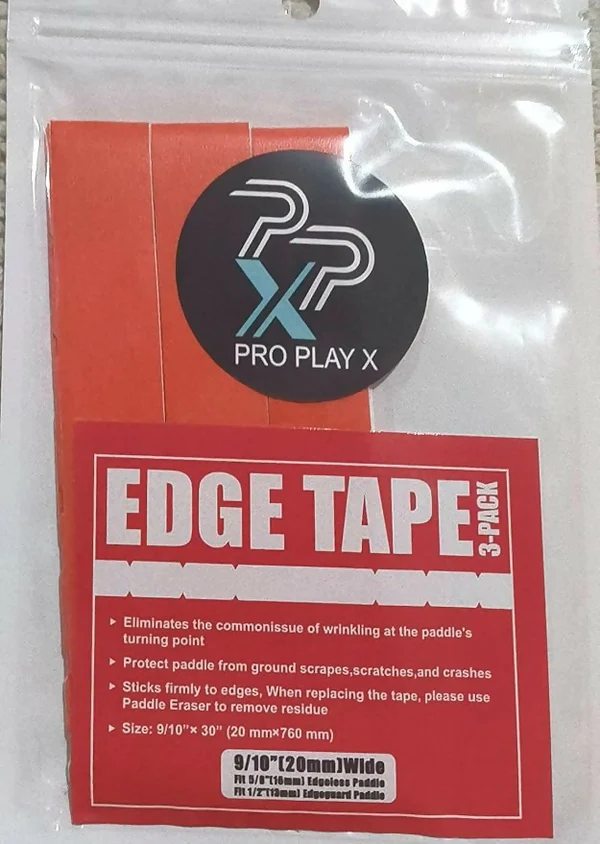 PP
X
PRO PLAY X
EDGE TAPE
3-PACK
▸ Eliminates the commonissue of wrinkling at the paddle's
turning point
▸ Protect paddle from ground scrapes,scratches,and crashes
▸ Sticks firmly to edges, When replacing the tape, please use
Paddle Eraser to remove residue
▸ Size: 9/10”× 30” (20 mm×760 mm)
9/10”(20mm)Wide
Fit 5/8”(16mm) Edgeless Paddle
Fit 1/2”(13mm) Edgeguard Paddle